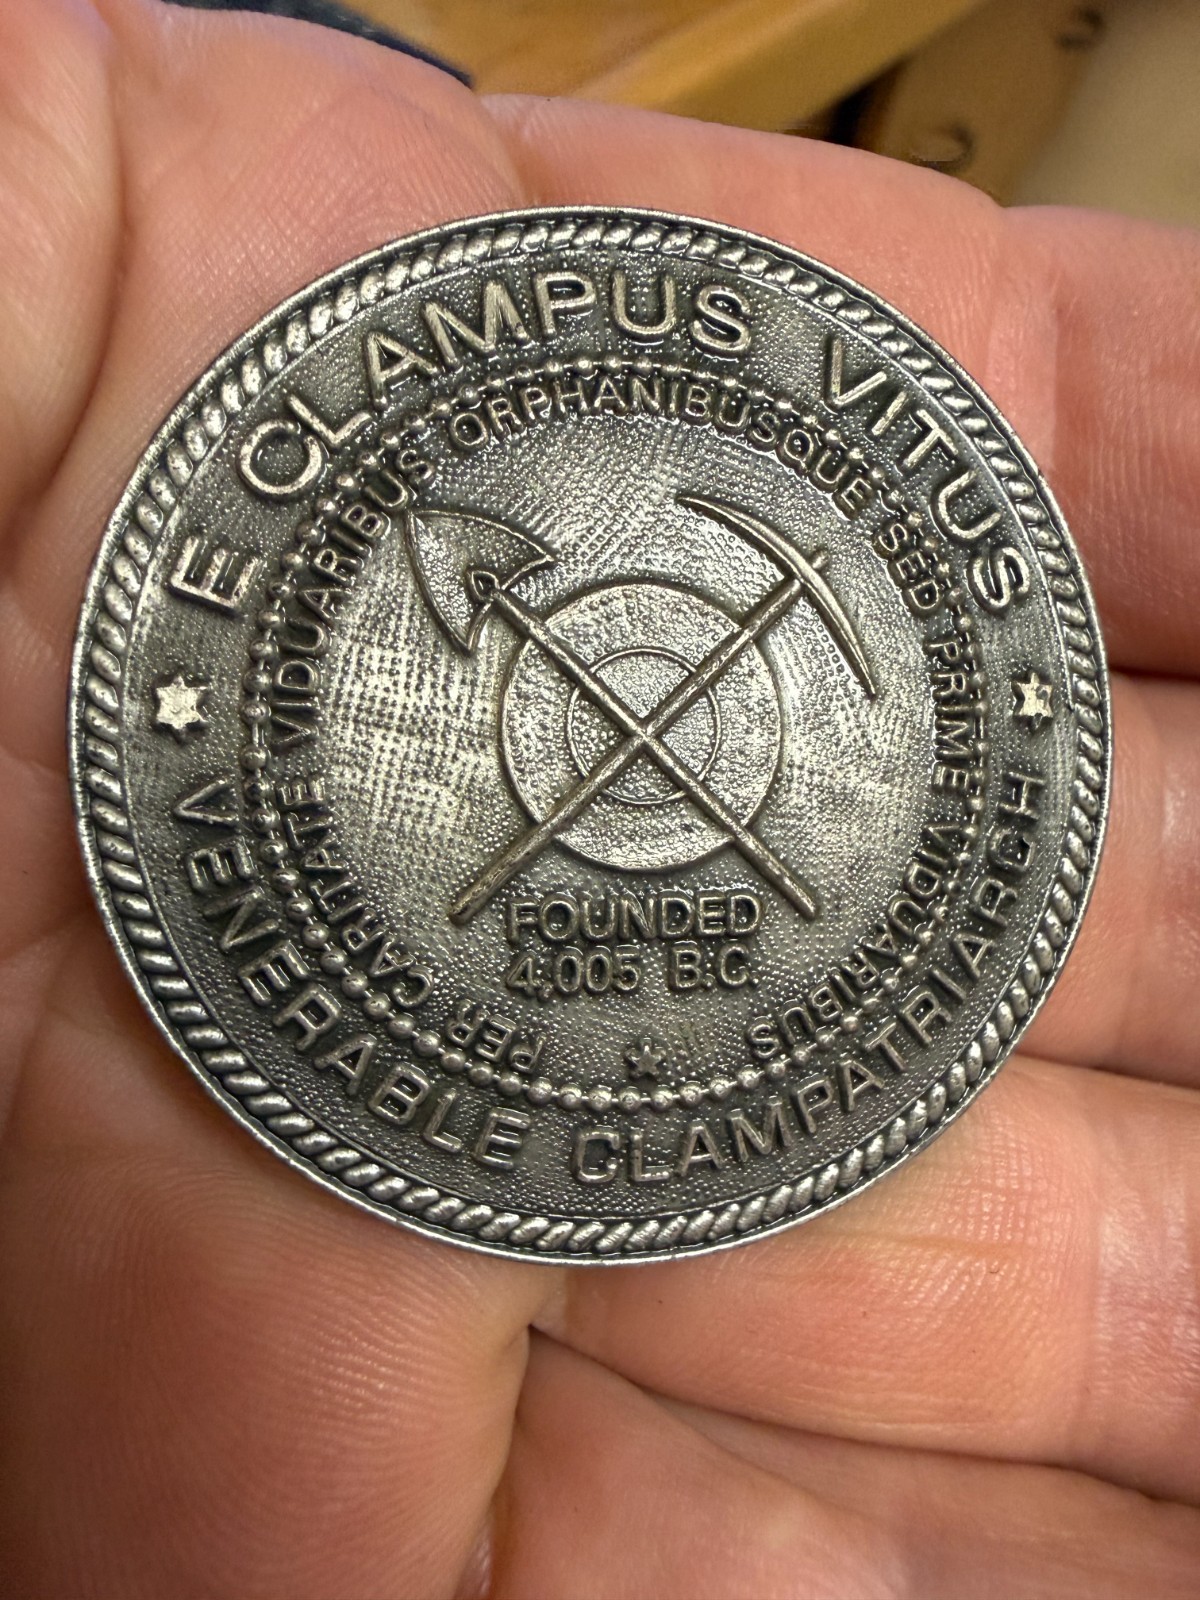 E CLAMPUS VITUS
VENERABLE CLAMPATRIARCH
PER CARITATE VIDUARIBUS ORPHANIBUSQUE SED PRIME VIDUARIBUS
FOUNDED
4,005 B.C.